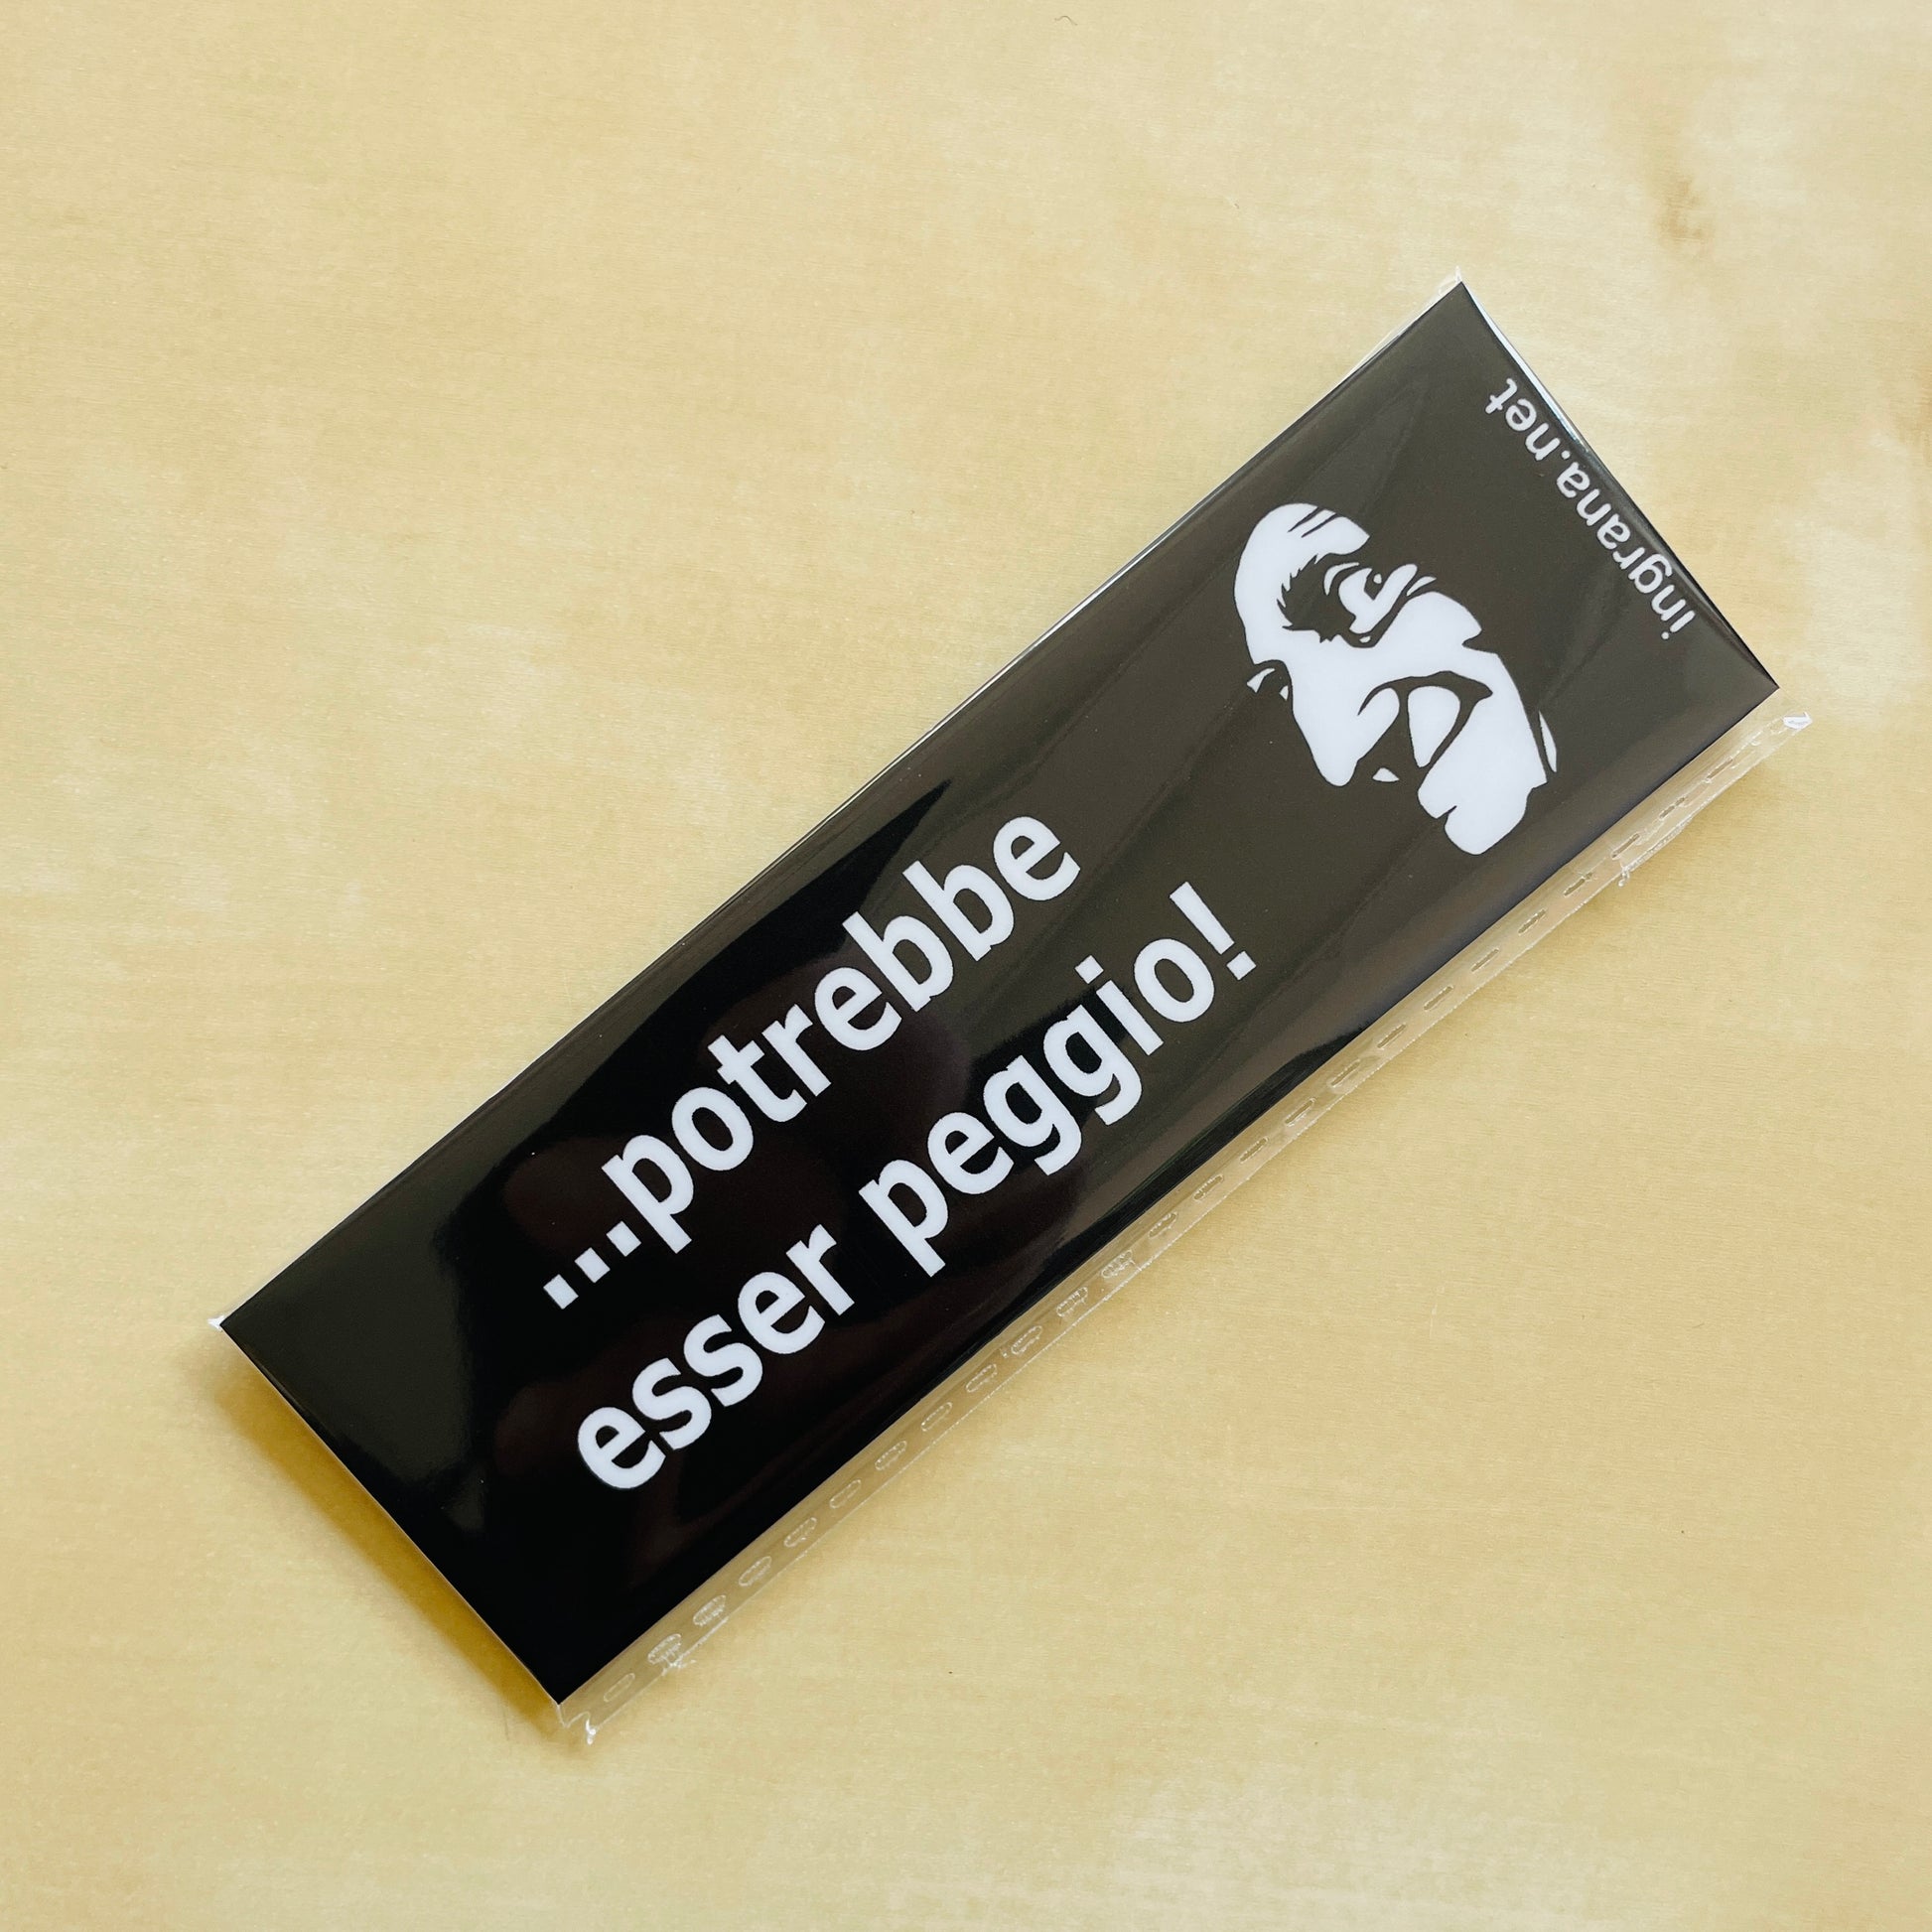 ...potrebbe
esser peggio!
ingrana.net